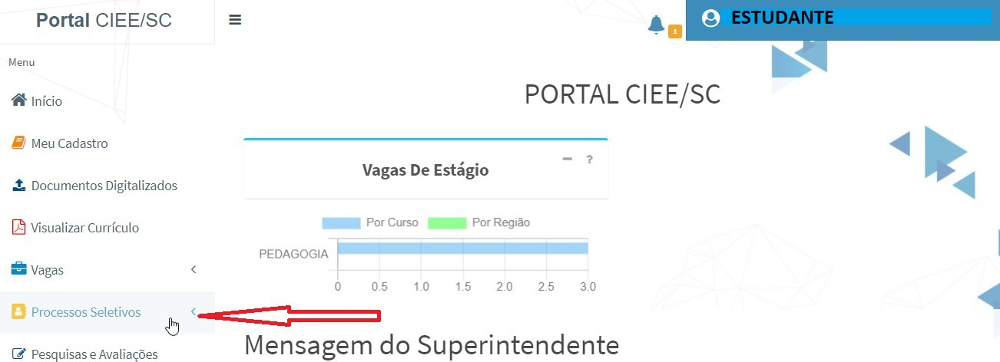 Portal CIEE/SC
1
ESTUDANTE
Menu
Início
Meu Cadastro
Documentos Digitalizados
Visualizar Currículo
Vagas
Processos Seletivos
Pesquisas e Avaliações
PORTAL CIEE/SC
Vagas De Estágio
?
Por Curso Por Região
PEDAGOGIA
0 0.5 1.0 1.5 2.0 2.5 3.0
Mensagem do Superintendente